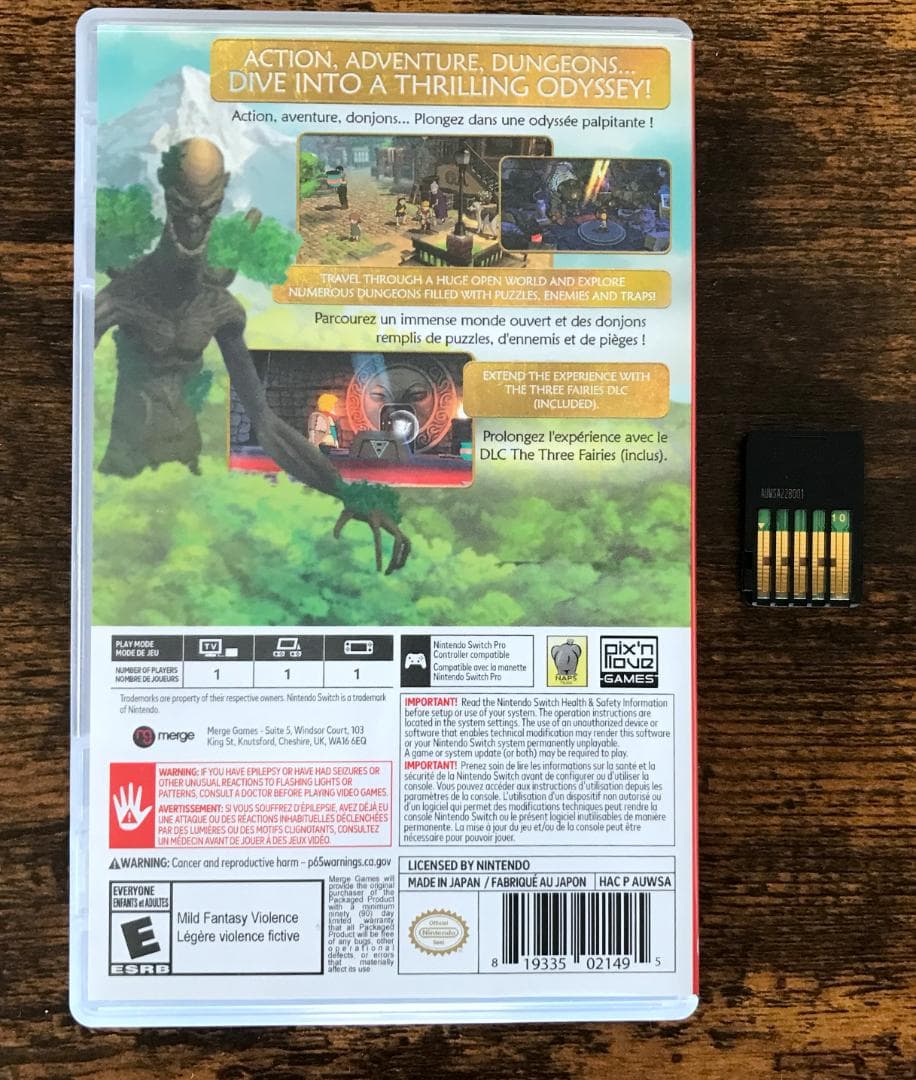 ACTION, ADVENTURE, DUNGEONS...
DIVE INTO A THRILLING ODYSSEY!
Action, aventure, donjons... Plongez dans une odyssée palpitante !
TRAVEL THROUGH A HUGE OPEN WORLD AND EXPLORE
NUMEROUS DUNGEONS FILLED WITH PUZZLES, ENEMIES AND TRAPS!
Parcourez un immense monde ouvert et des donjons
remplis de puzzles, d'ennemis et de pièges !
EXTEND THE EXPERIENCE WITH
THE THREE FAIRIES DLC
(INCLUDED).
Prolongez l'expérience avec le
DLC The Three Fairies (inclus).
AUWSA22B001
10
PLAY MODE
MODE DE JEU
TV
NUMBER OF PLAYERS
NOMBRE DE JOUEURS
1
1
1
Nintendo Switch Pro
Controller compatible
Compatible avec la manette
Nintendo Switch Pro
NAPS
TEAM
pix'n
love
GAMES
Trademarks are property of their respective owners. Nintendo Switch is a trademark
of Nintendo.
merge
Merge Games - Suite 5, Windsor Court, 103
King St, Knutsford, Cheshire, UK, WA16 6EQ
WARNING: IF YOU HAVE EPILEPSY OR HAVE HAD SEIZURES OR
OTHER UNUSUAL REACTIONS TO FLASHING LIGHTS OR
PATTERNS, CONSULT A DOCTOR BEFORE PLAYING VIDEO GAMES.
AVERTISSEMENT: SI VOUS SOUFFREZ D'ÉPILEPSIE, AVEZ DÉJÀ EU
UNE ATTAQUE OU DES RÉACTIONS INHABITUELLES DÉCLENCHÉES
PAR DES LUMIÈRES OU DES MOTIFS CLIGNOTANTS, CONSULTEZ
UN MÉDECIN AVANT DE JOUER À DES JEUX VIDÉO.
IMPORTANT! Read the Nintendo Switch Health & Safety Information
before setup or use of your system. The operation instructions are
located in the system settings. The use of an unauthorized device or
software that enables technical modification may render this software
or your Nintendo Switch system permanently unplayable.
A game or system update (or both) may be required to play.
IMPORTANT! Prenez soin de lire les informations sur la santé et la
sécurité de la Nintendo Switch avant de configurer ou d'utiliser la
console. Vous pouvez accéder aux instructions d'utilisation depuis les
paramètres de la console. L'utilisation d'un dispositif non autorisé ou
d'un logiciel qui permet des modifications techniques peut rendre la
console Nintendo Switch ou le présent logiciel inutilisables de manière
permanente. La mise à jour du jeu et/ou de la console peut être
nécessaire pour pouvoir jouer.
WARNING: Cancer and reproductive harm – p65warnings.ca.gov
LICENSED BY NINTENDO
MADE IN JAPAN / FABRIQUÉ AU JAPON
HAC P AUWSA
EVERYONE
ENFANTS et ADULTES
E
ESRB
Mild Fantasy Violence
Légère violence fictive
Merge Games will
provide the original
purchaser of the
Packaged Product
with a minimum
ninety (90) day
limited warranty
that all Packaged
Product will be free
of any bugs, other
operational
defects, or errors
that materially
affect its use
Official
Nintendo
Seal
8 19335 02149 5